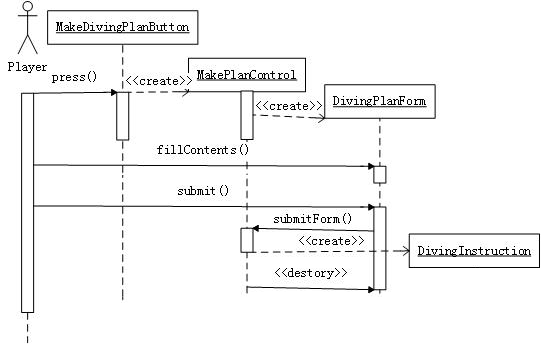 MakeDivingPlanButton
Player
press()
<<create>>
MakePlanControl
<<create>>
DivingPlanForm
fillContents()
submit()
submitForm()
<<create>>
DivingInstruction
<<destory>>